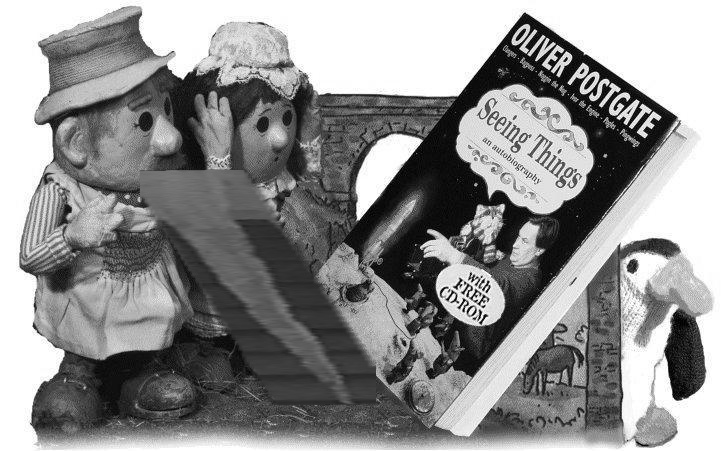 OLIVER POSTGATE
Clangers - Bagpuss - Noggin the Nog - Ivor the Engine - Pogles - Pingwings
Seeing Things
an autobiography
with
FREE
CD-ROM